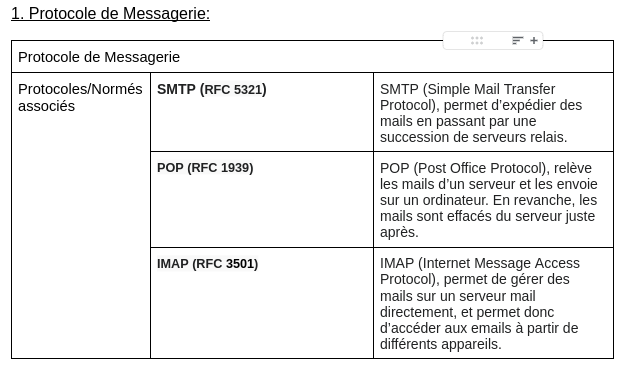 1. Protocole de Messagerie:
Protocole de Messagerie
Protocoles/Normés
associés
SMTP (RFC 5321)
SMTP (Simple Mail Transfer
Protocol), permet d’expédier des
mails en passant par une
succession de serveurs relais.
POP (RFC 1939)
POP (Post Office Protocol), relève
les mails d’un serveur et les envoie
sur un ordinateur. En revanche, les
mails sont effacés du serveur juste
après.
IMAP (RFC 3501)
IMAP (Internet Message Access
Protocol), permet de gérer des
mails sur un serveur mail
directement, et permet donc
d’accéder aux emails à partir de
différents appareils.